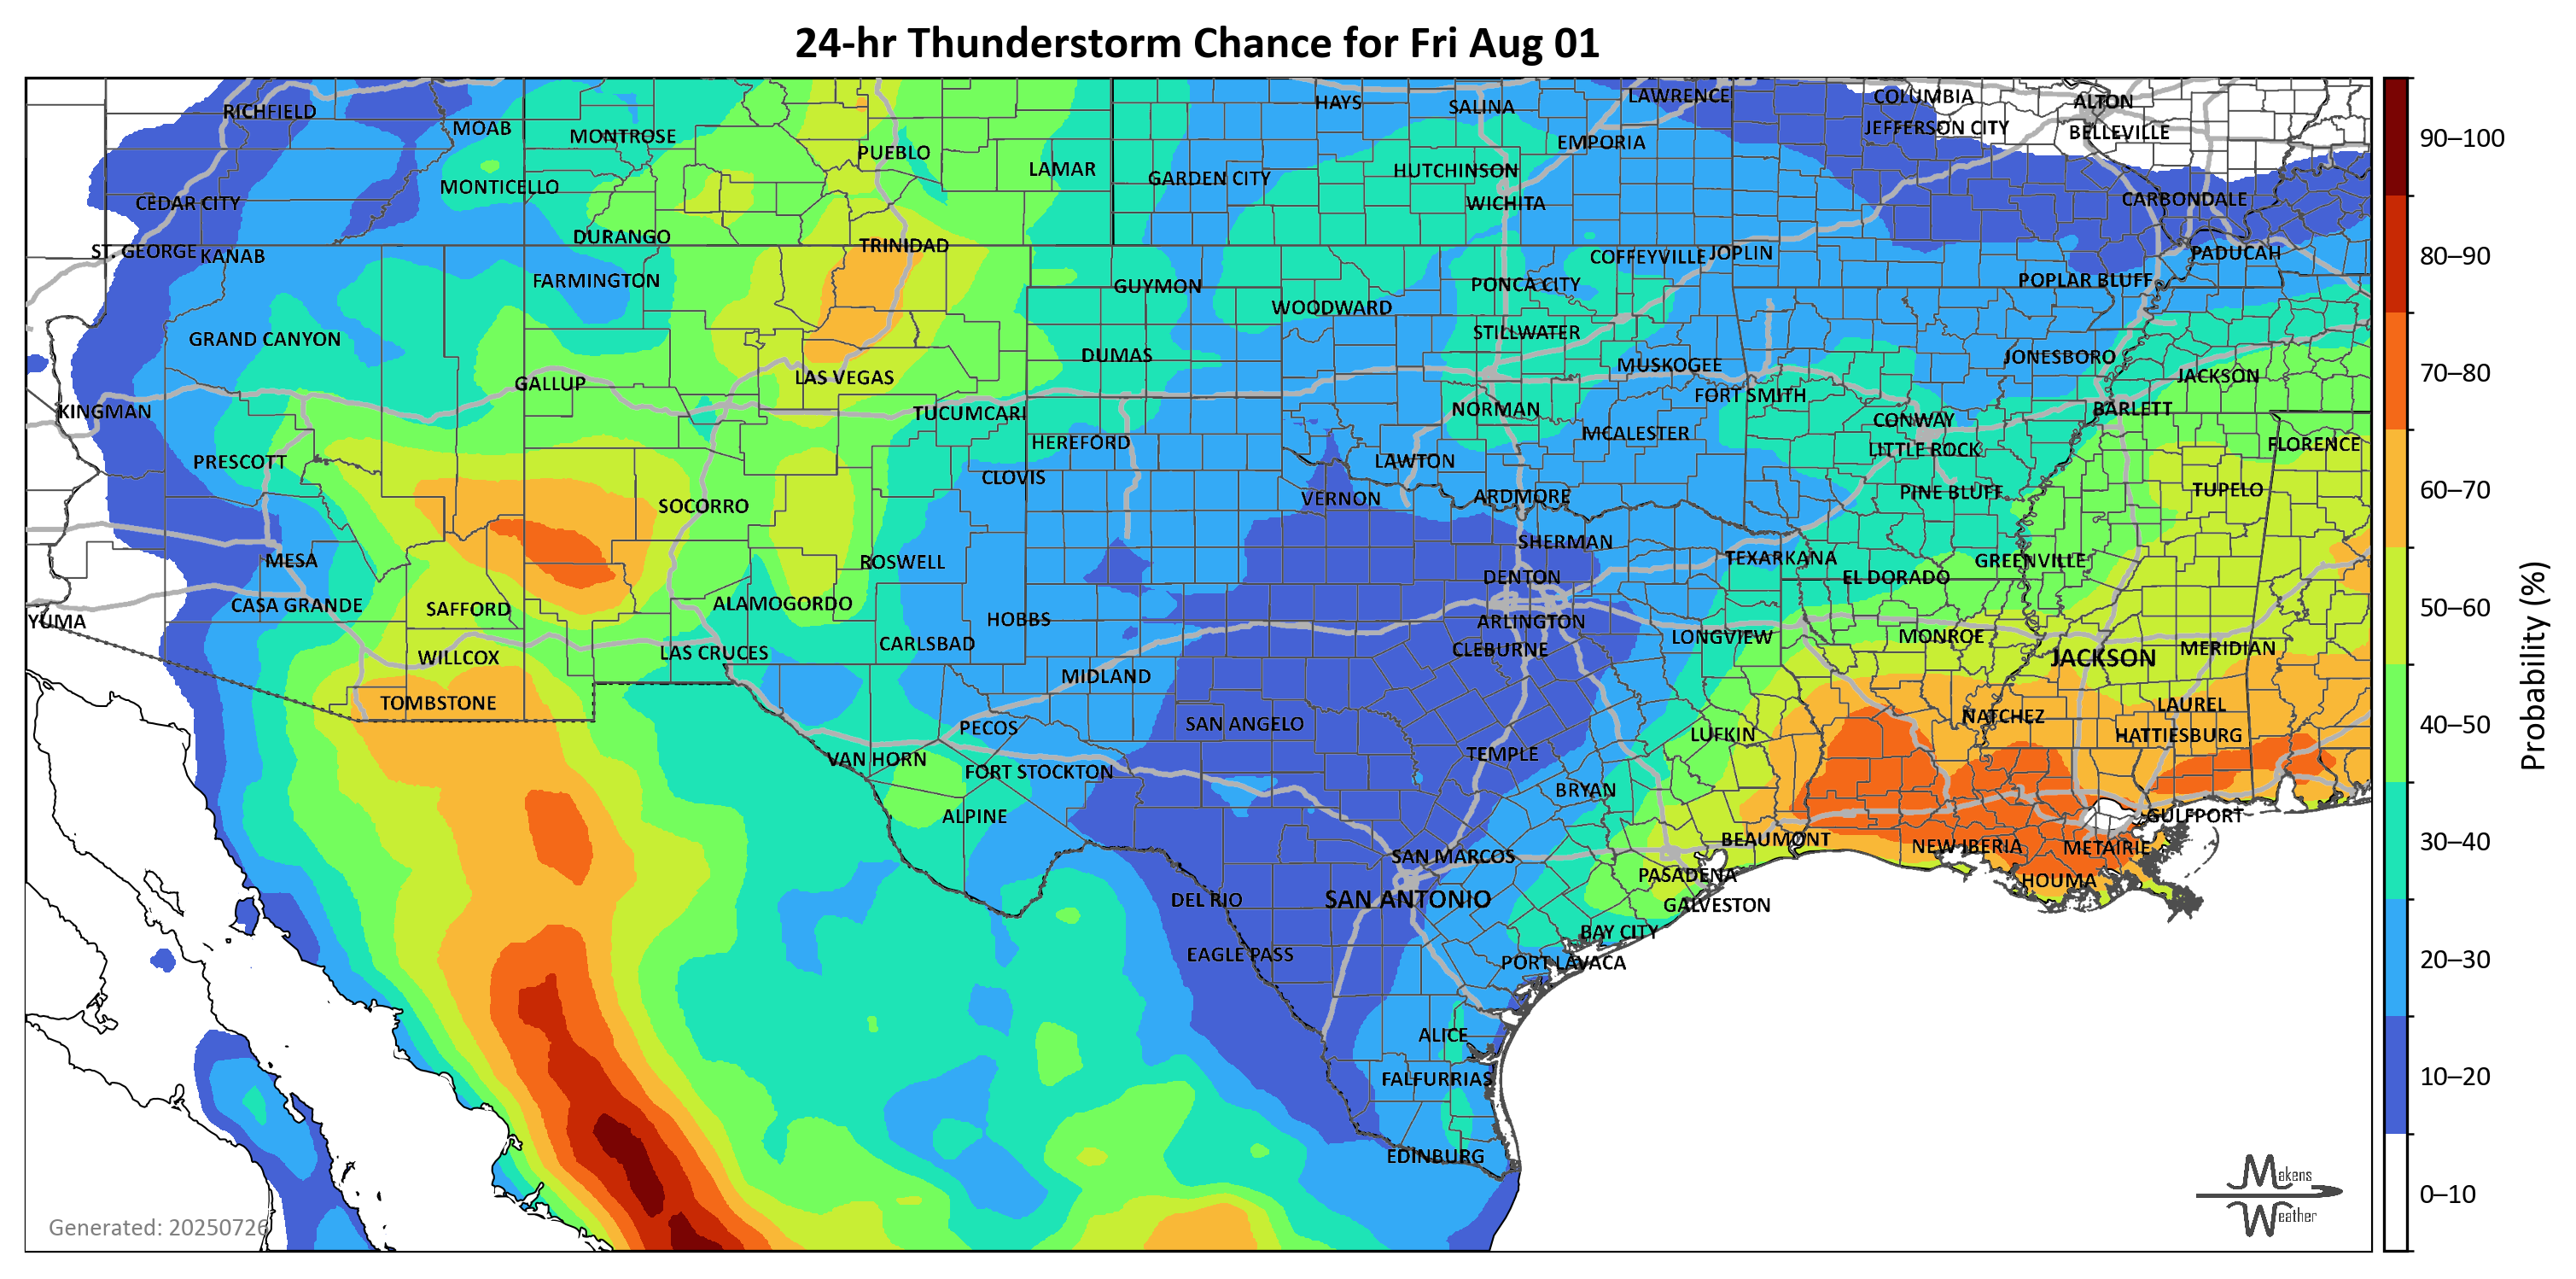 24-hr Thunderstorm Chance for Fri Aug 01
RICHFIELD
MOAB
MONTROSE
PUEBLO
LAMAR
HAYS
SALINA
LAWRENCE
COLUMBIA
ALTON
EMPORIA
JEFFERSON CITY
BELLEVILLE
MONTICELLO
GARDEN CITY
HUTCHINSON
CEDAR CITY
WICHITA
CARBONDALE
ST. GEORGE
KANAB
DURANGO
TRINIDAD
COFFEYVILLE
JOPLIN
PADUCAH
FARMINGTON
GUYMON
PONCA CITY
POPLAR BLUFF
WOODWARD
GRAND CANYON
STILLWATER
DUMAS
MUSKOGEE
JONESBORO
GALLUP
LAS VEGAS
JACKSON
KINGMAN
TUCUMCARI
NORMAN
FORT SMITH
CONWAY
BARLETT
HEREFORD
MCALESTER
LITTLE ROCK
FLORENCE
PRESCOTT
CLOVIS
LAWTON
SOCORRO
VERNON
ARDMORE
PINE BLUFF
TUPELO
MESA
ROSWELL
SHERMAN
TEXARKANA
GREENVILLE
DENTON
EL DORADO
YUMA
CASA GRANDE
SAFFORD
ALAMOGORDO
HOBBS
ARLINGTON
WILLCOX
LAS CRUCES
CARLSBAD
CLEBURNE
LONGVIEW
MONROE
JACKSON
MERIDIAN
TOMBSTONE
MIDLAND
PECOS
SAN ANGELO
LUFKIN
NATCHEZ
LAUREL
HATTIESBURG
VAN HORN
FORT STOCKTON
TEMPLE
ALPINE
BRYAN
GULFPORT
SAN MARCOS
BEAUMONT
NEW IBERIA
METAIRIE
DEL RIO
SAN ANTONIO
PASADENA
HOUMA
GALVESTON
EAGLE PASS
BAY CITY
PORT LAVACA
ALICE
FALFURRIAS
EDINBURG
90–100
80–90
70–80
60–70
50–60
40–50
30–40
20–30
10–20
0–10
Probability (%)
Generated: 20250726
Makens
Weather